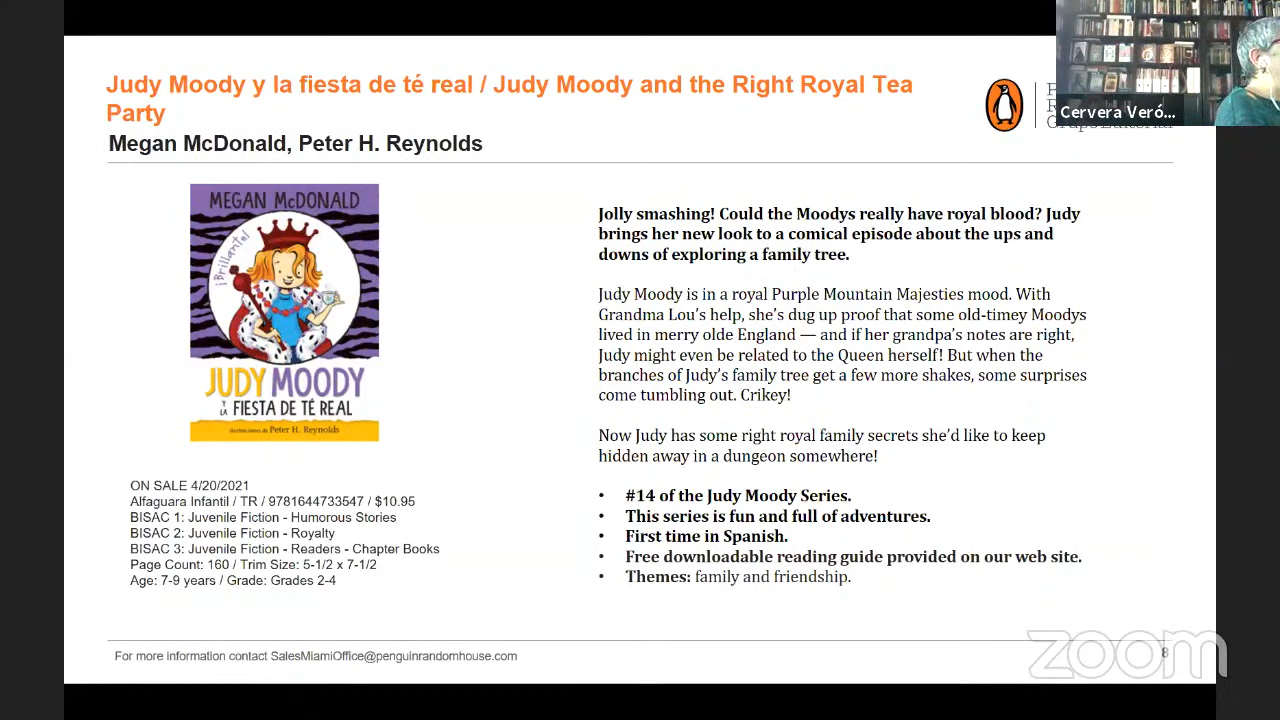 Judy Moody y la fiesta de té real / Judy Moody and the Right Royal Tea
Party
Megan McDonald, Peter H. Reynolds
Cervera Veró...
Grupo Editorial
MEGAN McDONALD
¡Brillante!
JUDY MOODY
Y LA FIESTA DE TÉ REAL
ilustraciones de Peter H. Reynolds
Jolly smashing! Could the Moodys really have royal blood? Judy
brings her new look to a comical episode about the ups and
downs of exploring a family tree.
Judy Moody is in a royal Purple Mountain Majesties mood. With
Grandma Lou's help, she's dug up proof that some old-timey Moodys
lived in merry olde England — and if her grandpa's notes are right,
Judy might even be related to the Queen herself! But when the
branches of Judy's family tree get a few more shakes, some surprises
come tumbling out. Crikey!
Now Judy has some right royal family secrets she'd like to keep
hidden away in a dungeon somewhere!
• #14 of the Judy Moody Series.
• This series is fun and full of adventures.
• First time in Spanish.
• Free downloadable reading guide provided on our web site.
• Themes: family and friendship.
ON SALE 4/20/2021
Alfaguara Infantil / TR / 9781644733547 / $10.95
BISAC 1: Juvenile Fiction - Humorous Stories
BISAC 2: Juvenile Fiction - Royalty
BISAC 3: Juvenile Fiction - Readers - Chapter Books
Page Count: 160 / Trim Size: 5-1/2 x 7-1/2
Age: 7-9 years / Grade: Grades 2-4
For more information contact SalesMiamiOffice@penguinrandomhouse.com
8
zoom